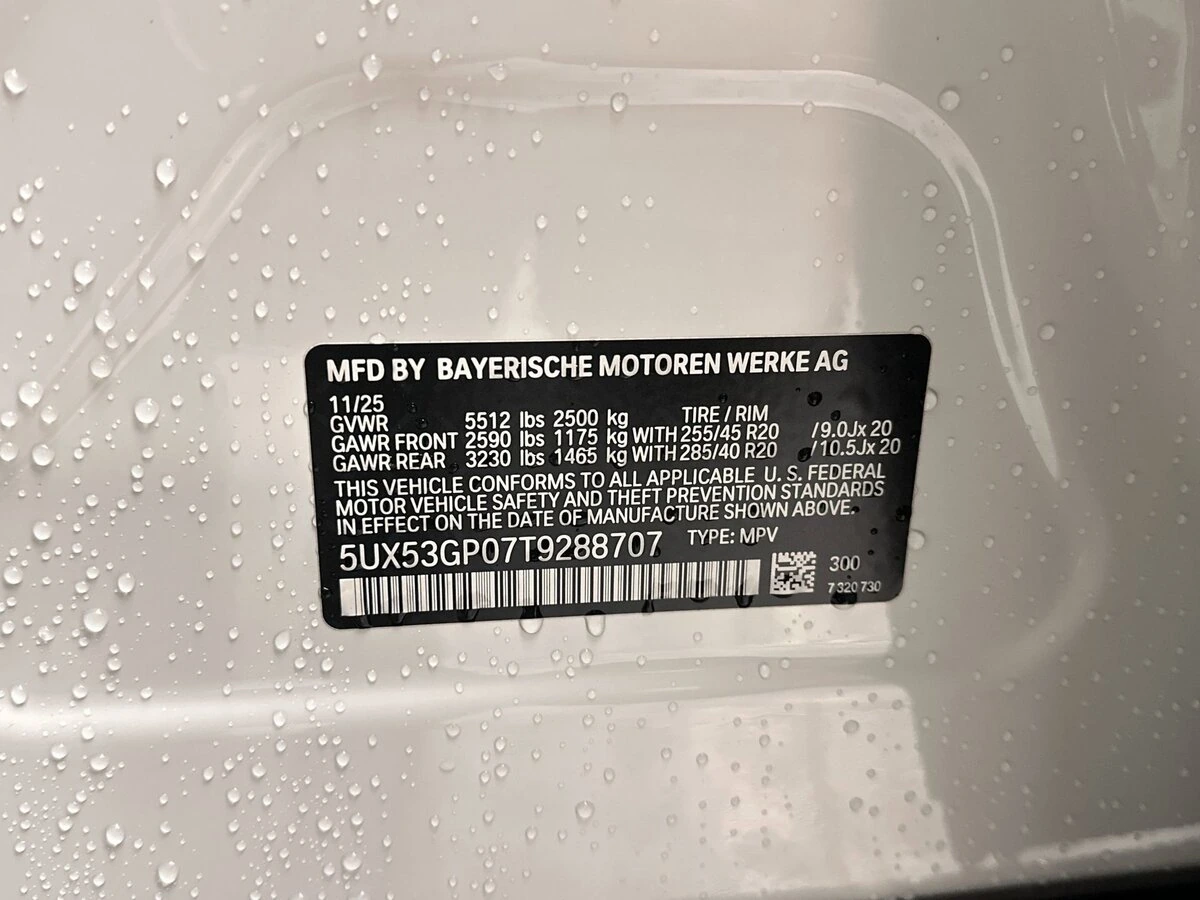 MFD BY BAYERISCHE MOTOREN WERKE AG
11/25
GVWR 5512 lbs 2500 kg TIRE / RIM
GAWR FRONT 2590 lbs 1175 kg WITH 255/45 R20 /9.0Jx 20
GAWR REAR 3230 lbs 1465 kg WITH 285/40 R20 /10.5Jx 20
THIS VEHICLE CONFORMS TO ALL APPLICABLE U. S. FEDERAL
MOTOR VEHICLE SAFETY AND THEFT PREVENTION STANDARDS
IN EFFECT ON THE DATE OF MANUFACTURE SHOWN ABOVE.
5UX53GP07T9288707 TYPE: MPV
300
7 320 730